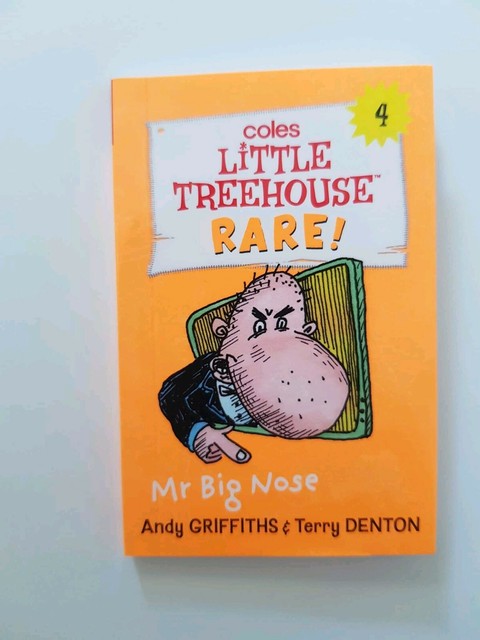 4
coles
LiTTLE
TREEHOUSE™
RARE!
Mr Big Nose
Andy GRIFFITHS & Terry DENTON